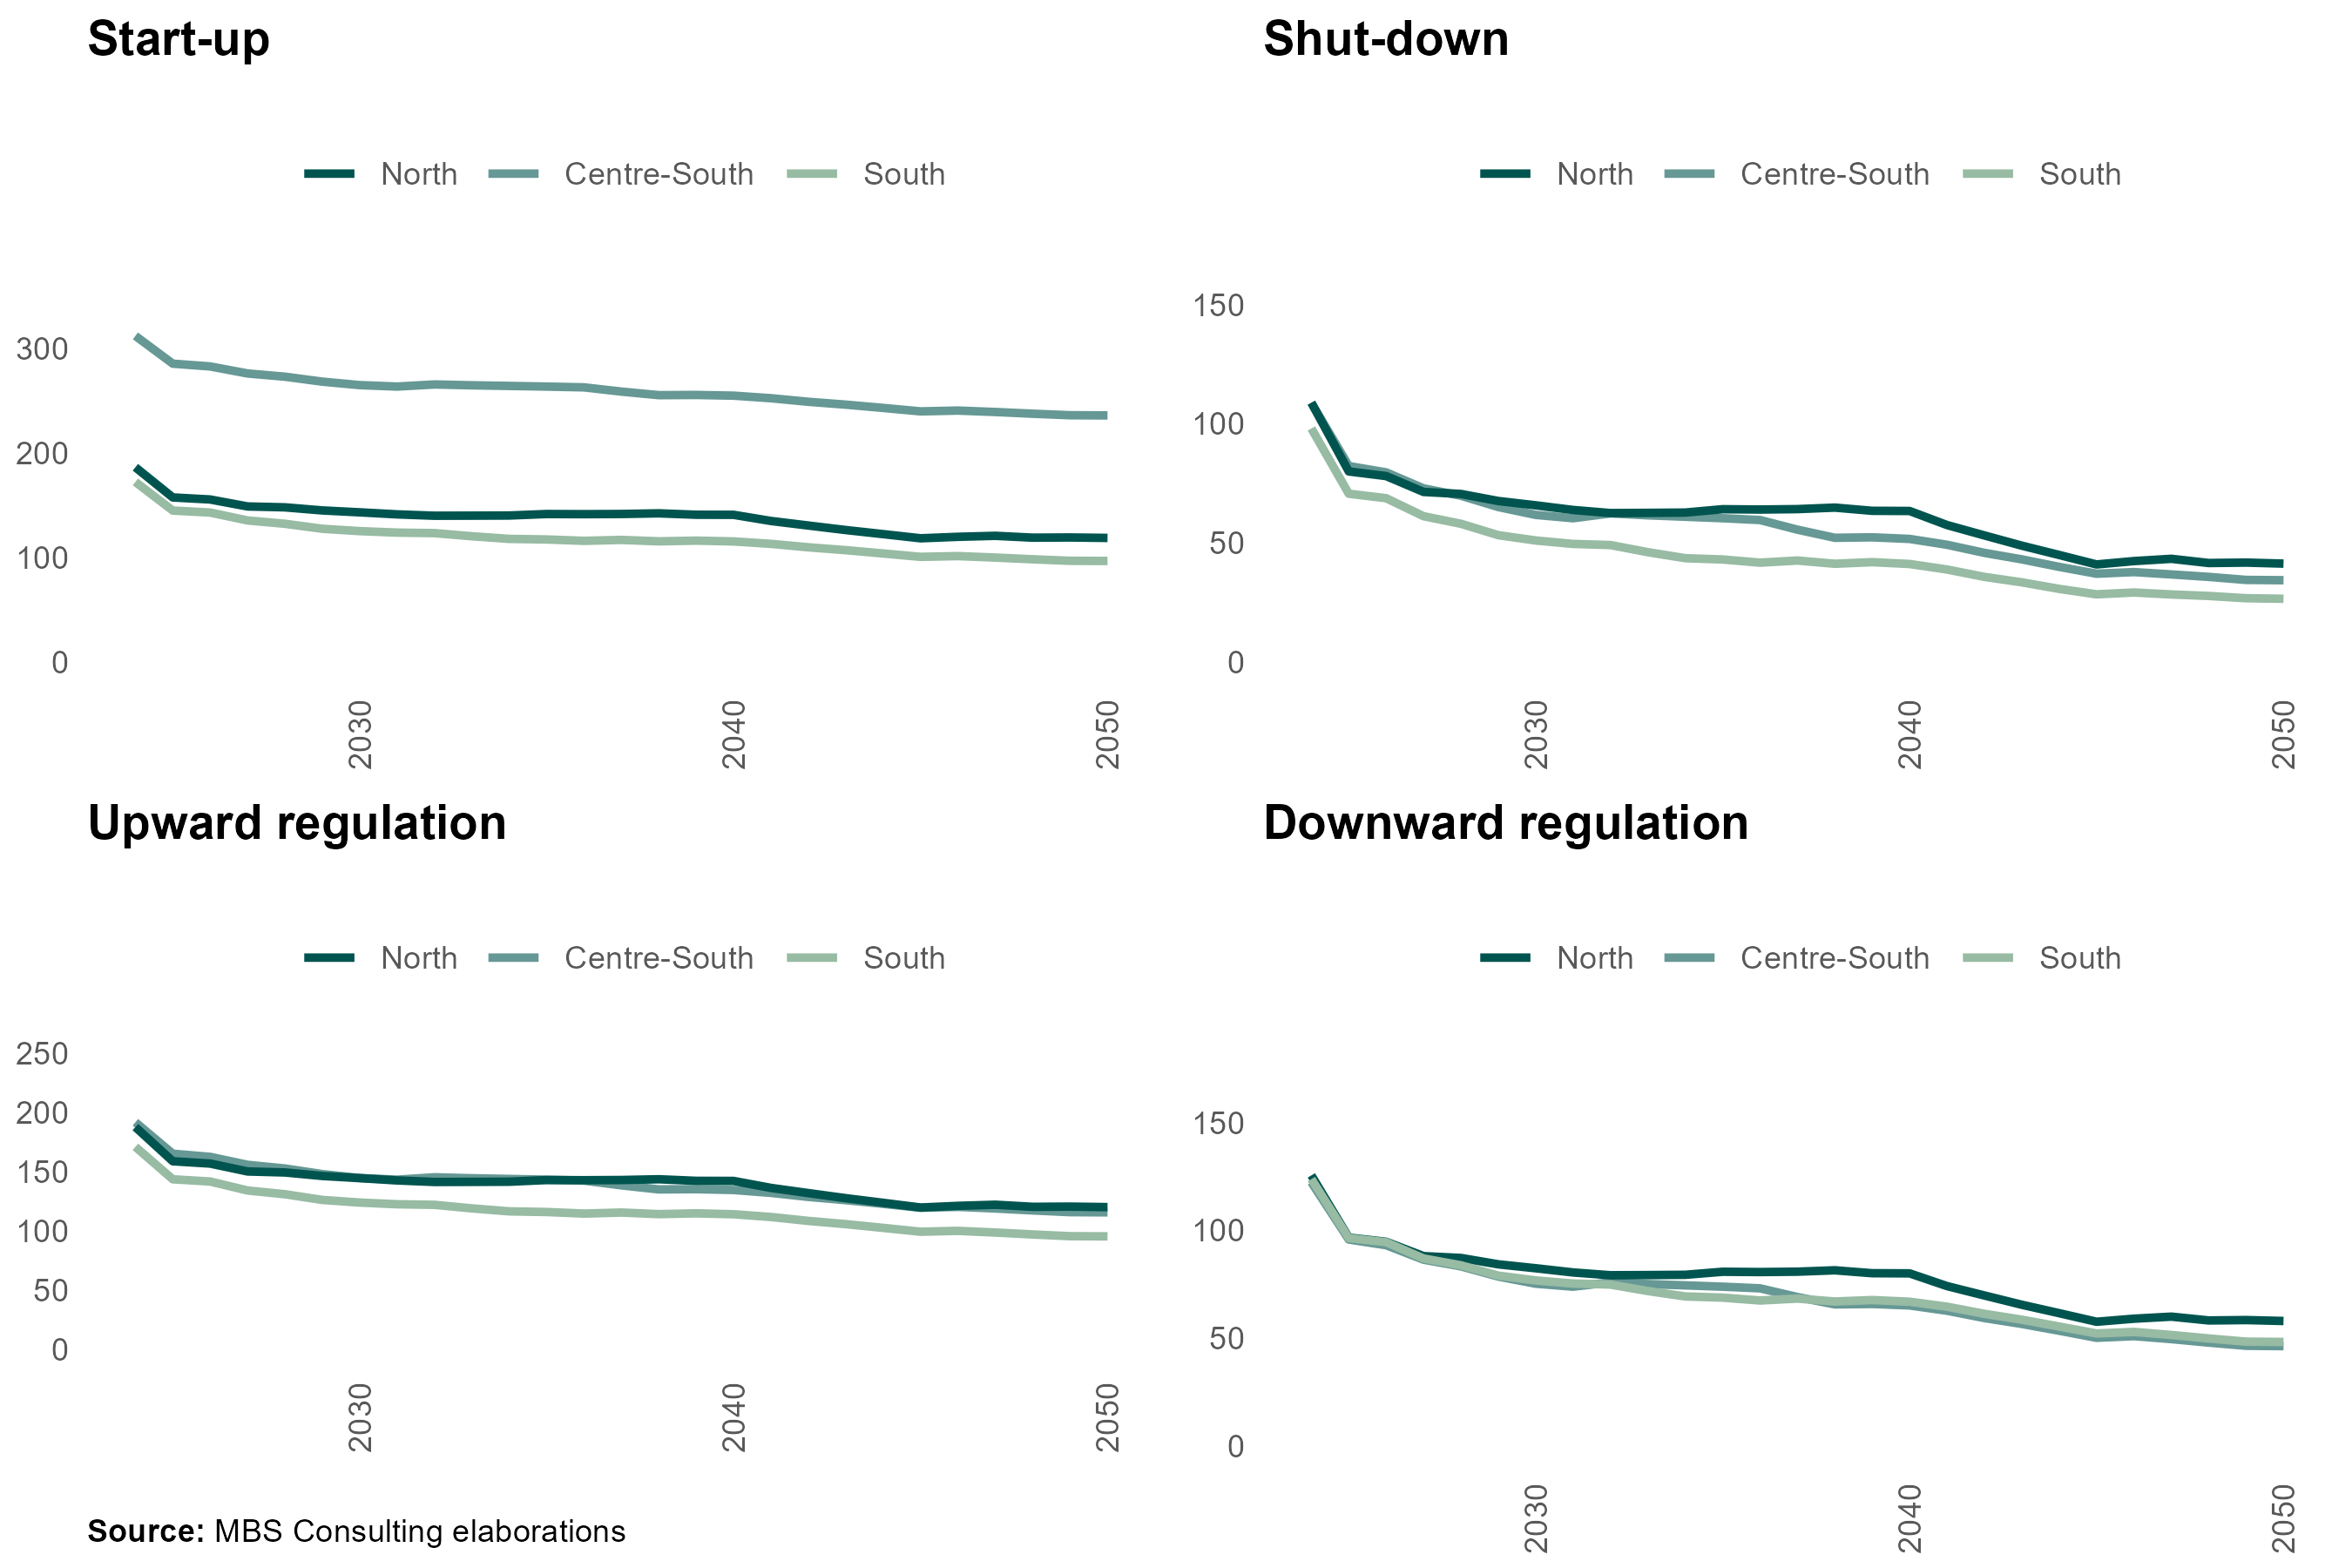 Start-up
North Centre-South South
300
200
100
0
2030 2040 2050
Shut-down
North Centre-South South
150
100
50
0
2030 2040 2050
Upward regulation
North Centre-South South
250
200
150
100
50
0
2030 2040 2050
Downward regulation
North Centre-South South
150
100
50
0
2030 2040 2050
Source: MBS Consulting elaborations